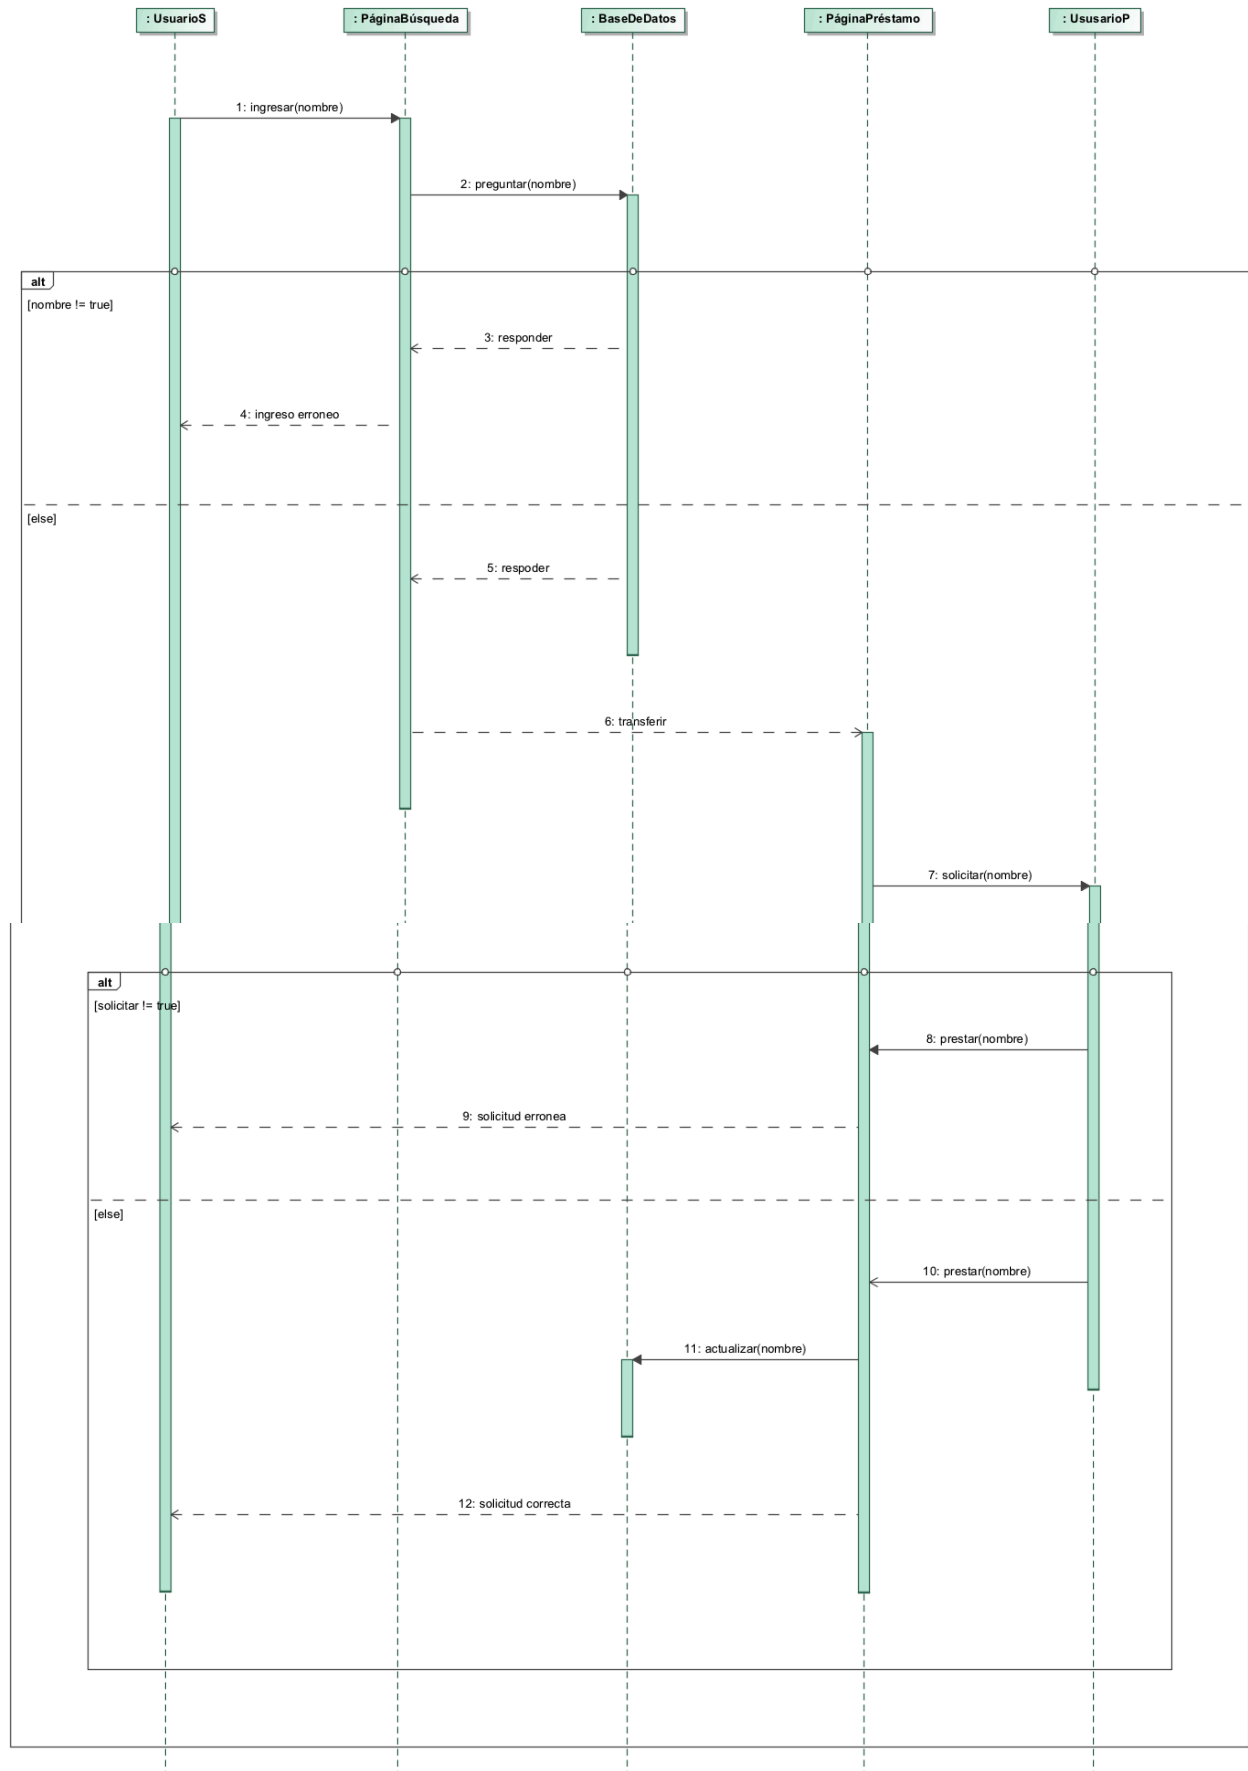 : UsuarioS
: PáginaBúsqueda
: BaseDeDatos
: PáginaPréstamo
: UsusarioP
1: ingresar(nombre)
2: preguntar(nombre)
alt
[nombre != true]
3: responder
4: ingreso erroneo
[else]
5: respoder
6: transferir
7: solicitar(nombre)
alt
[solicitar != true]
8: prestar(nombre)
9: solicitud erronea
[else]
10: prestar(nombre)
11: actualizar(nombre)
12: solicitud correcta